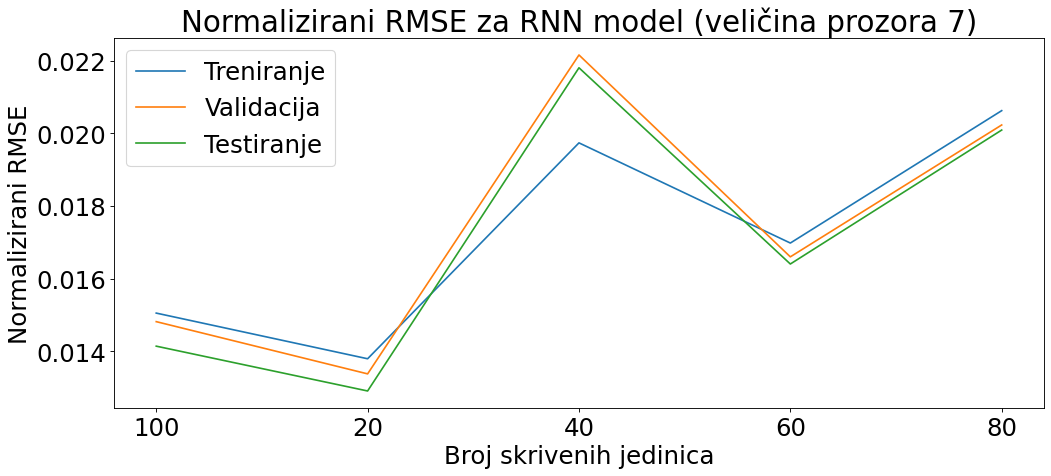 Normalizirani RMSE za RNN model (veličina prozora 7)
Treniranje
Validacija
Testiranje
Normalizirani RMSE
0.022
0.020
0.018
0.016
0.014
100 20 40 60 80
Broj skrivenih jedinica